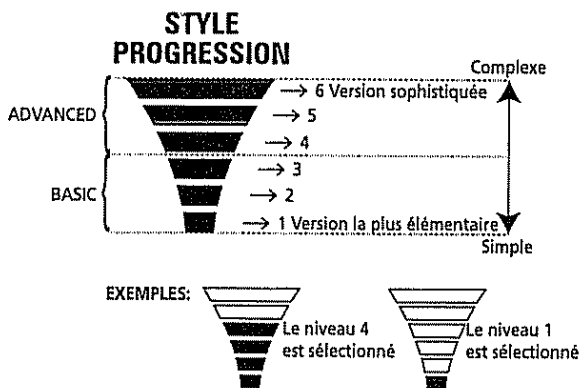 STYLE
PROGRESSION
Complexe
→ 6 Version sophistiquée
ADVANCED
→ 5
→ 4
→ 3
BASIC
→ 2
→ 1 Version la plus élémentaire
Simple
EXEMPLES:
Le niveau 4
est sélectionné
Le niveau 1
est sélectionné